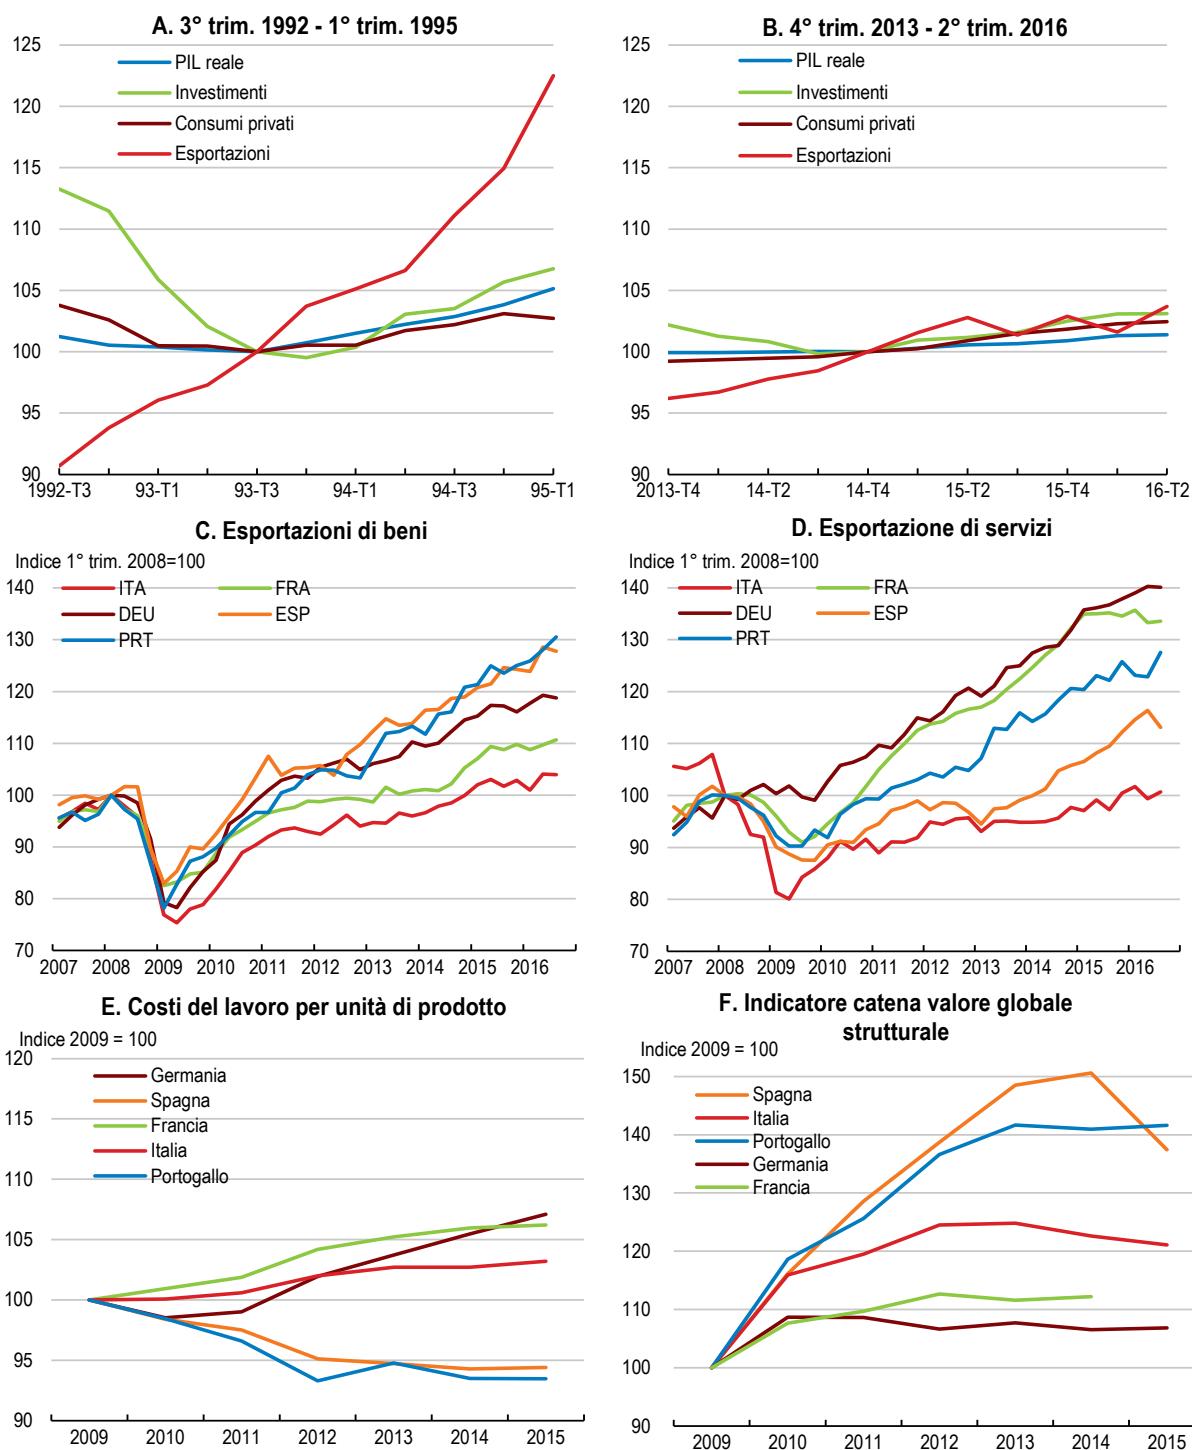 A. 3° trim. 1992 - 1° trim. 1995
125
120
115
110
105
100
95
90
PIL reale
Investimenti
Consumi privati
Esportazioni
1992-T3 93-T1 93-T3 94-T1 94-T3 95-T1
B. 4° trim. 2013 - 2° trim. 2016
125
120
115
110
105
100
95
90
PIL reale
Investimenti
Consumi privati
Esportazioni
2013-T4 14-T2 14-T4 15-T2 15-T4 16-T2
C. Esportazioni di beni
Indice 1° trim. 2008=100
140
130
120
110
100
90
80
70
ITA FRA
DEU ESP
PRT
2007 2008 2009 2010 2011 2012 2013 2014 2015 2016
D. Esportazione di servizi
Indice 1° trim. 2008=100
140
130
120
110
100
90
80
70
ITA FRA
DEU ESP
PRT
2007 2008 2009 2010 2011 2012 2013 2014 2015 2016
E. Costi del lavoro per unità di prodotto
Indice 2009 = 100
120
115
110
105
100
95
90
Germania
Spagna
Francia
Italia
Portogallo
2009 2010 2011 2012 2013 2014 2015
F. Indicatore catena valore globale
strutturale
Indice 2009 = 100
150
140
130
120
110
100
90
Spagna
Italia
Portogallo
Germania
Francia
2009 2010 2011 2012 2013 2014 2015